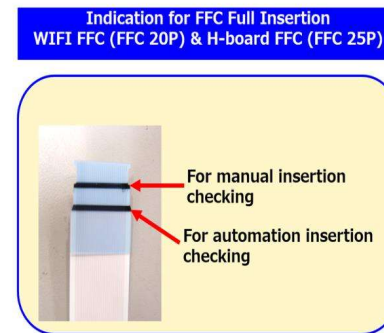 Indication for FFC Full Insertion
WIFI FFC (FFC 20P) & H-board FFC (FFC 25P)
For manual insertion
checking
For automation insertion
checking